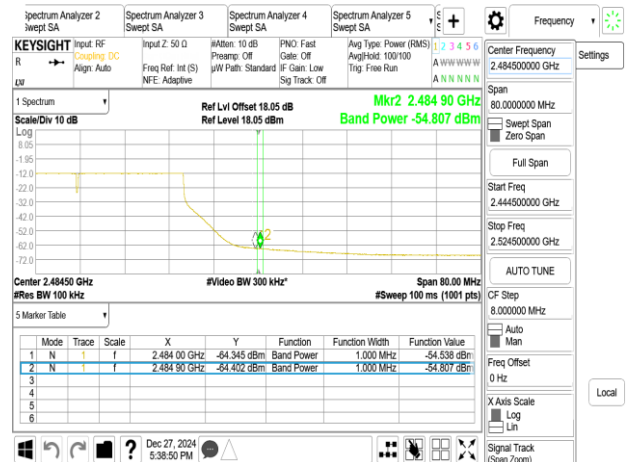 Spectrum Analyzer 2
Swept SA
Spectrum Analyzer 3
Swept SA
Spectrum Analyzer 4
Swept SA
Spectrum Analyzer 5
Swept SA
S
S
+
Frequency
KEYSIGHT
R
Input: RF
Coupling: DC
Align: Auto
Input Z: 50 Ω
Freq Ref: Int (S)
NFE: Adaptive
#Atten: 10 dB
Preamp: Off
µW Path: Standard
PNO: Fast
Gate: Off
IF Gain: Low
Sig Track: Off
Avg Type: Power (RMS)
Avg|Hold: 100/100
Trig: Free Run
1 2 3 4 5 6
A W W W W W
A N N N N N
1 Spectrum
Scale/Div 10 dB
Log
Ref Lvl Offset 18.05 dB
Ref Level 18.05 dBm
Mkr2 2.484 90 GHz
Band Power -54.807 dBm
8.05
-1.95
-12.0
-22.0
-32.0
-42.0
-52.0
-62.0
-72.0
2
Center 2.48450 GHz
#Res BW 100 kHz
#Video BW 300 kHz*
Span 80.00 MHz
#Sweep 100 ms (1001 pts)
5 Marker Table
Mode Trace Scale X Y Function Function Width Function Value
1 N 1 f 2.484 00 GHz -64.345 dBm Band Power 1.000 MHz -54.538 dBm
2 N 1 f 2.484 90 GHz -64.402 dBm Band Power 1.000 MHz -54.807 dBm
3
4
5
6
?
Dec 27, 2024
5:38:50 PM
Center Frequency
2.484500000 GHz
Settings
Span
80.0000000 MHz
Swept Span
Zero Span
Full Span
Start Freq
2.444500000 GHz
Stop Freq
2.524500000 GHz
AUTO TUNE
CF Step
8.000000 MHz
Auto
Man
Freq Offset
0 Hz
X Axis Scale
Log
Lin
Local
Signal Track
(Span Zoom)